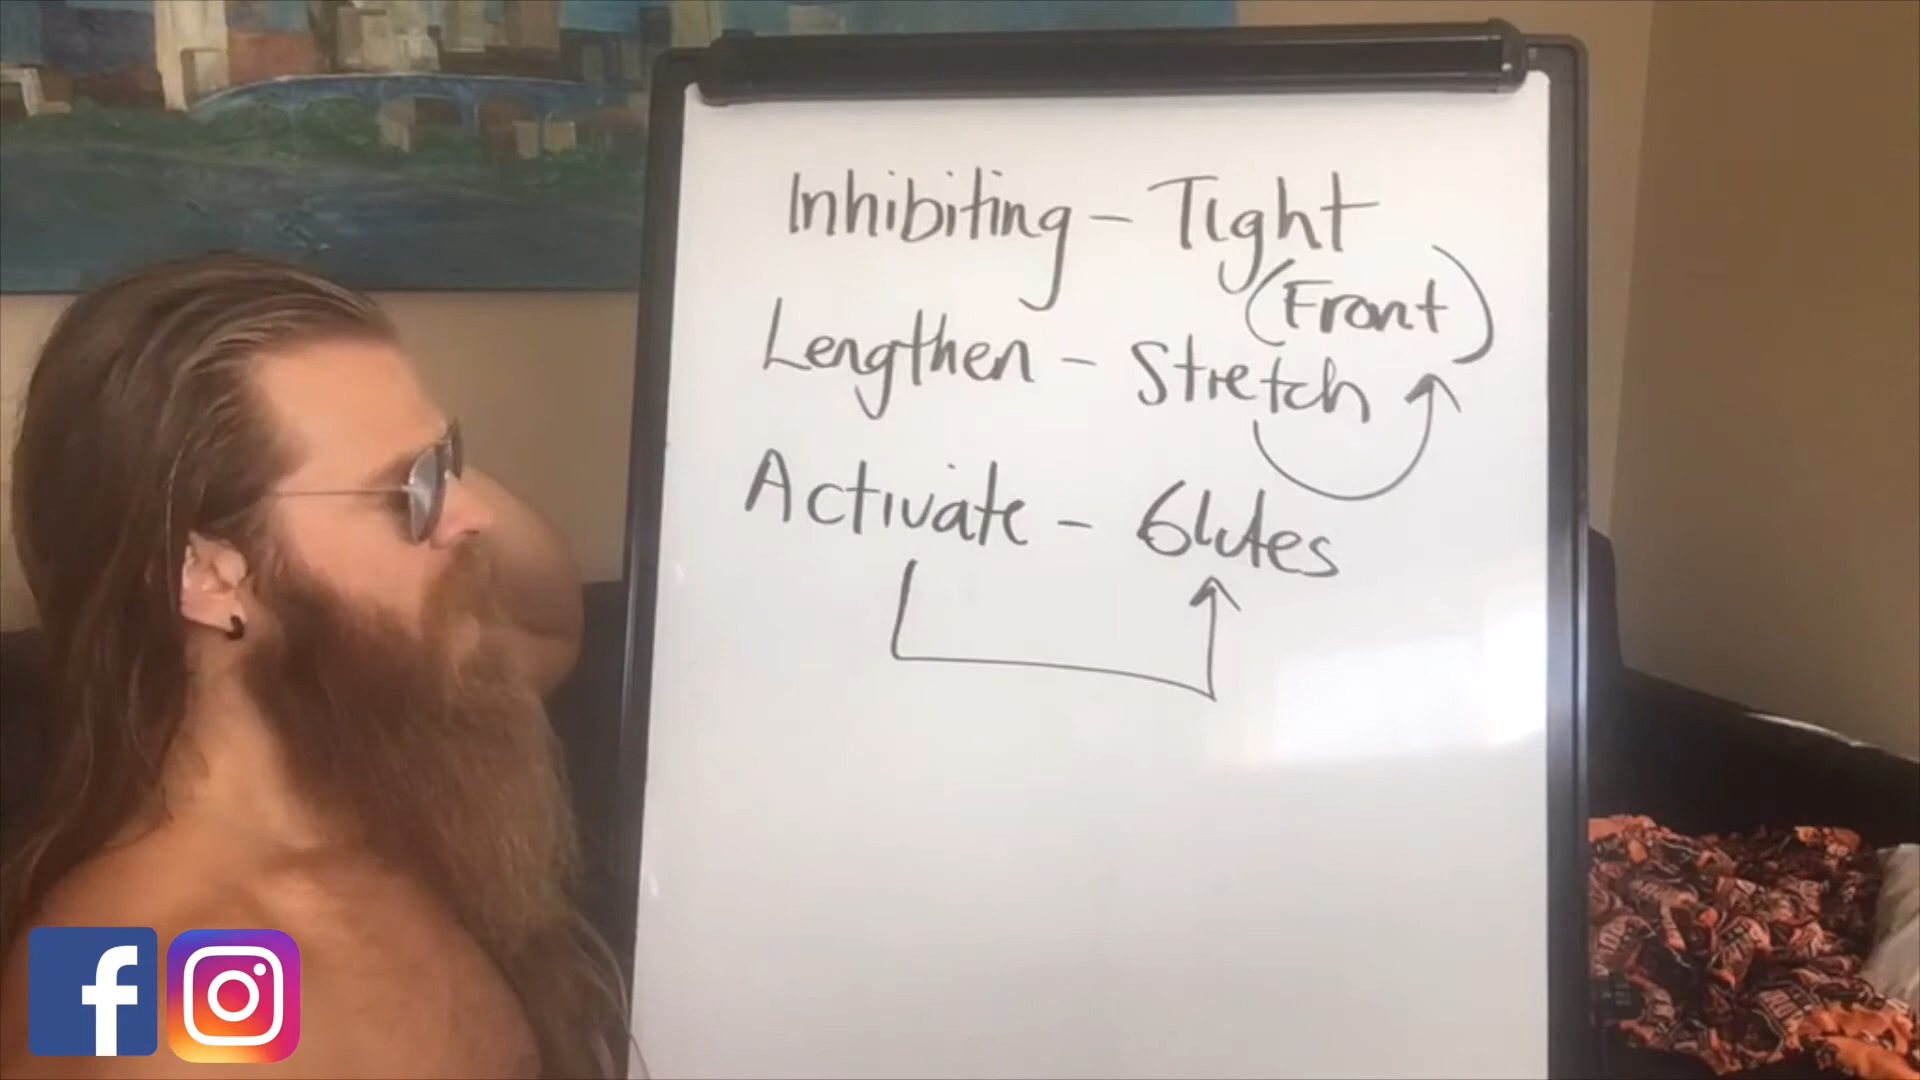 Inhibiting - Tight
(Front)
Lengthen - Stretch
Activate - Glutes